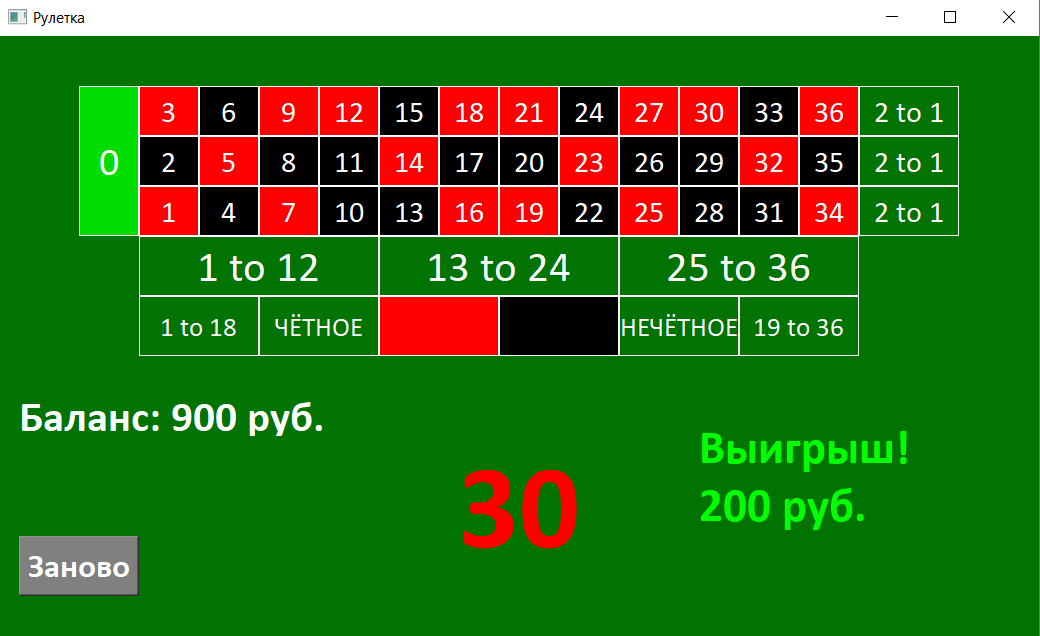 Рулетка
3 6 9 12 15 18 21 24 27 30 33 36 2 to 1
0 2 5 8 11 14 17 20 23 26 29 32 35 2 to 1
1 4 7 10 13 16 19 22 25 28 31 34 2 to 1
1 to 12 13 to 24 25 to 36
1 to 18 ЧЁТНОЕ НЕЧЁТНОЕ 19 to 36
Баланс: 900 руб.
Выигрыш!
200 руб.
30
Заново